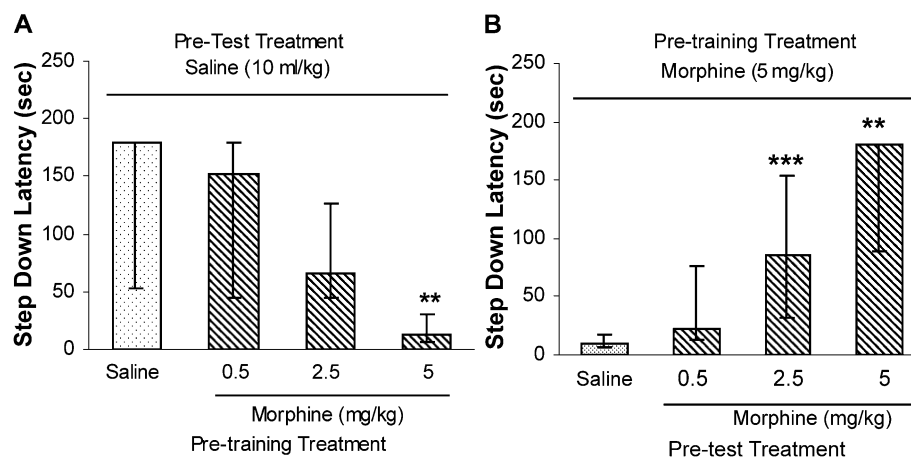 A
Pre-Test Treatment
Saline (10 ml/kg)
Step Down Latency (sec)
250
200
150
100
50
0
**
Saline
0.5
2.5
5
Morphine (mg/kg)
Pre-training Treatment
B
Pre-training Treatment
Morphine (5 mg/kg)
Step Down Latency (sec)
250
200
150
100
50
0
***
**
Saline
0.5
2.5
5
Morphine (mg/kg)
Pre-test Treatment